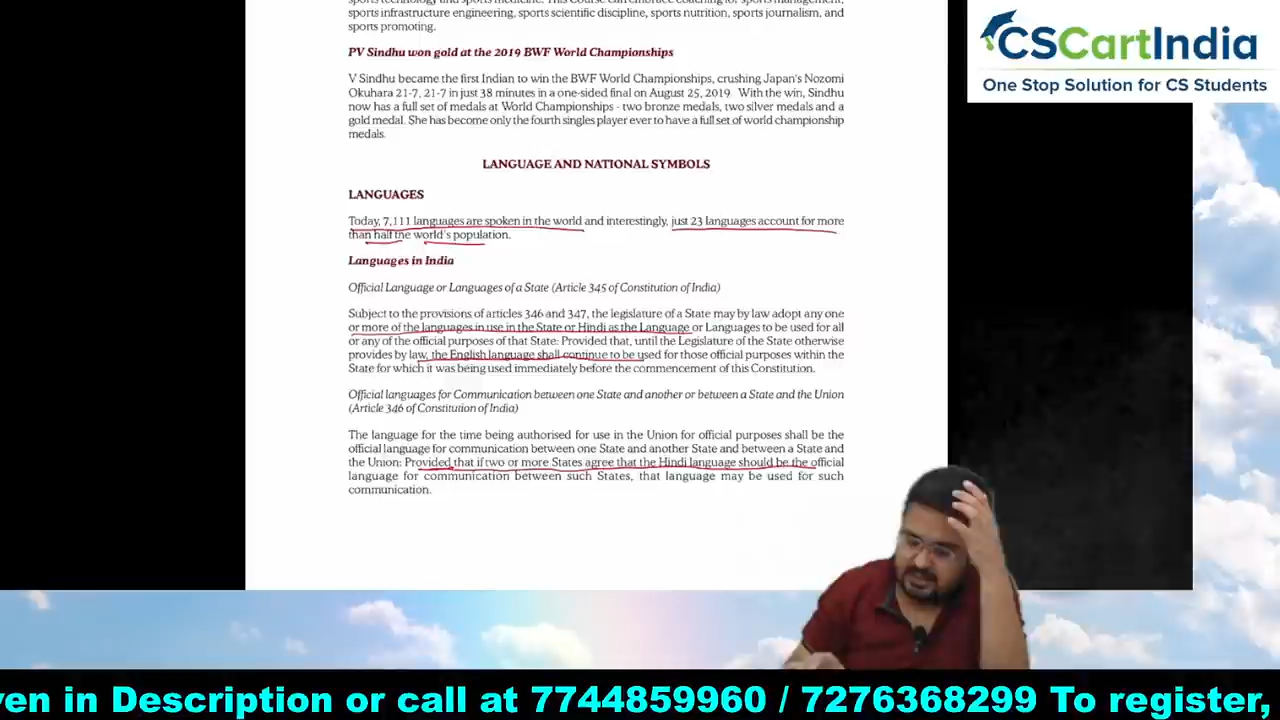 sports technology and sports medicine. This Course can embrace coaching for sports management,
sports infrastructure engineering, sports scientific discipline, sports nutrition, sports journalism, and
sports promoting.
PV Sindhu won gold at the 2019 BWF World Championships
V Sindhu became the first Indian to win the BWF World Championships, crushing Japan's Nozomi
Okuhara 21-7, 21-7 in just 38 minutes in a one-sided final on August 25, 2019. With the win, Sindhu
now has a full set of medals at World Championships - two bronze medals, two silver medals and a
gold medal. She has become only the fourth singles player ever to have a full set of world championship
medals.
LANGUAGE AND NATIONAL SYMBOLS
LANGUAGES
Today, 7,111 languages are spoken in the world and interestingly, just 23 languages account for more
than half the world's population.
Languages in India
Official Language or Languages of a State (Article 345 of Constitution of India)
Subject to the provisions of articles 346 and 347, the legislature of a State may by law adopt any one
or more of the languages in use in the State or Hindi as the Language or Languages to be used for all
or any of the official purposes of that State: Provided that, until the Legislature of the State otherwise
provides by law, the English language shall continue to be used for those official purposes within the
State for which it was being used immediately before the commencement of this Constitution.
Official languages for Communication between one State and another or between a State and the Union
(Article 346 of Constitution of India)
The language for the time being authorised for use in the Union for official purposes shall be the
official language for communication between one State and another State and between a State and
the Union: Provided that if two or more States agree that the Hindi language should be the official
language for communication between such States, that language may be used for such
communication.
CSCartIndia
One Stop Solution for CS Students
ven in Description or call at 7744859960 / 7276368299 To register,